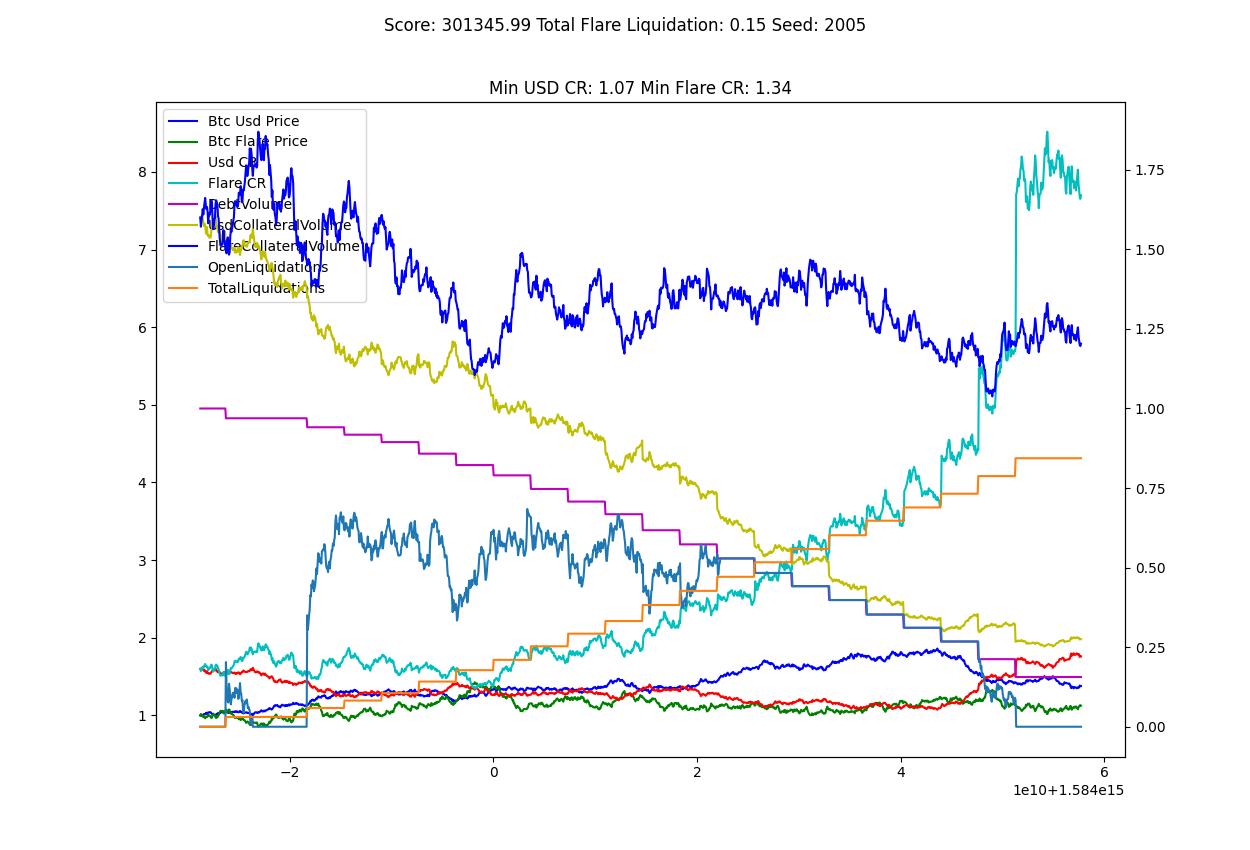 Score: 301345.99 Total Flare Liquidation: 0.15 Seed: 2005
Min USD CR: 1.07 Min Flare CR: 1.34
Btc Usd Price
Btc Flare Price
Usd CR
Flare CR
DebtVolume
UsdCollateralVolume
FlareCollateralVolume
OpenLiquidations
TotalLiquidations
8
7
6
5
4
3
2
1
1.75
1.50
1.25
1.00
0.75
0.50
0.25
0.00
−2
0
2
4
6
1e10+1.584e15